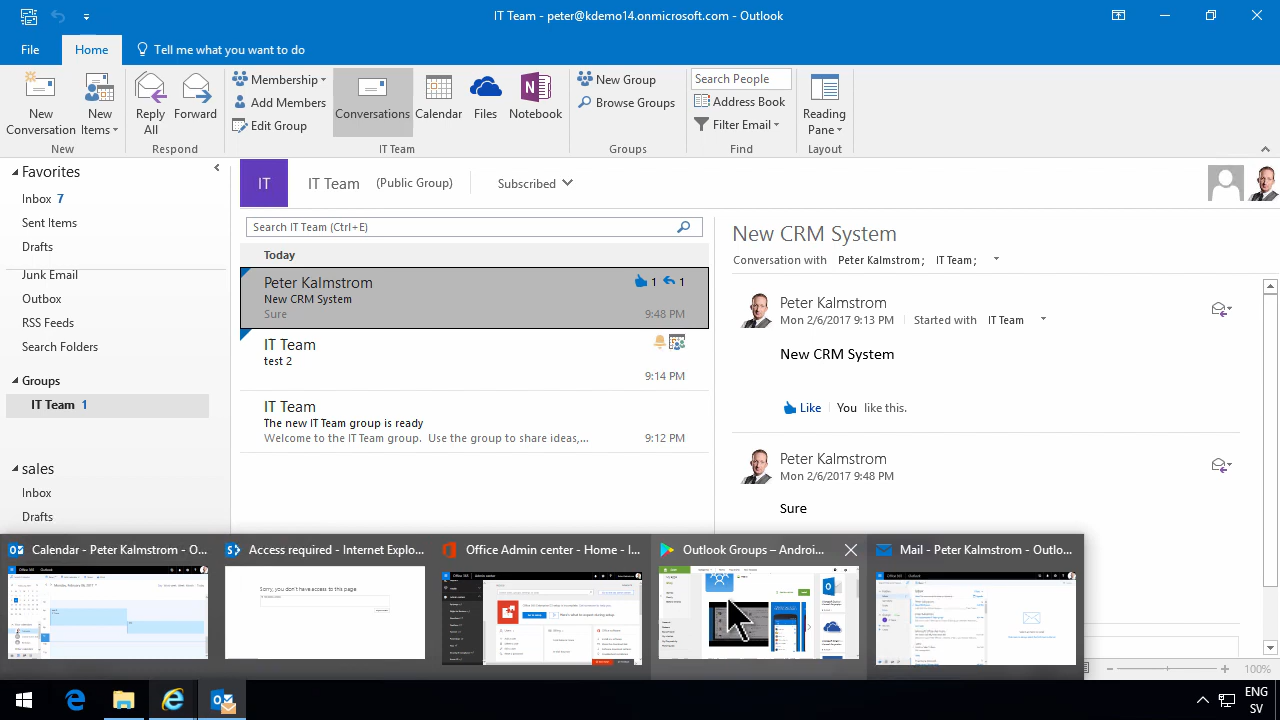 IT Team - peter@kdemo14.onmicrosoft.com - Outlook
File
Home
Tell me what you want to do
New Conversation
New Items
New
Reply All
Forward
Respond
Membership
Add Members
Edit Group
Conversations
Calendar
Files
Notebook
IT Team
New Group
Browse Groups
Groups
Search People
Address Book
Filter Email
Find
Reading Pane
Layout
Favorites
Inbox 7
Sent Items
Drafts
Junk Email
Outbox
RSS Feeds
Search Folders
Groups
IT Team 1
sales
Inbox
Drafts
IT
IT Team (Public Group)
Subscribed
Search IT Team (Ctrl+E)
Today
Peter Kalmstrom
1 1
New CRM System
Sure
9:48 PM
IT Team
test 2
9:14 PM
IT Team
The new IT Team group is ready
Welcome to the IT Team group. Use the group to share ideas,...
9:12 PM
New CRM System
Conversation with Peter Kalmstrom; IT Team;
Peter Kalmstrom
Mon 2/6/2017 9:13 PM
Started with IT Team
New CRM System
Like
You like this.
Peter Kalmstrom
Mon 2/6/2017 9:48 PM
Sure
Calendar - Peter Kalmstrom - O...
Access required - Internet Explo...
Office Admin center - Home - I...
Outlook Groups – Androi...
Mail - Peter Kalmstrom - Outlo...
Sorry, you don't have access to this page
100%
ENG
SV